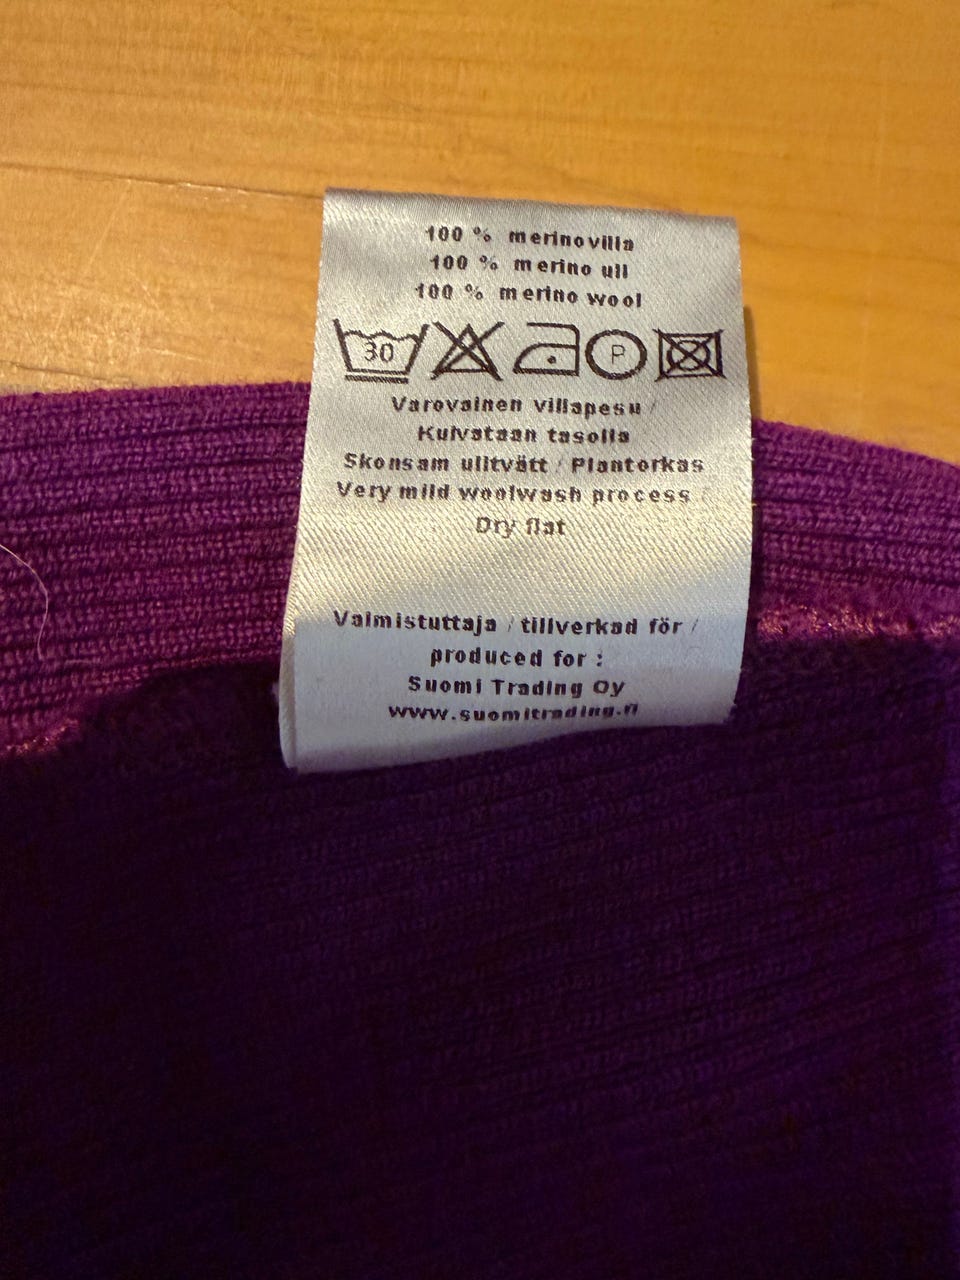 100 % merinovilla
100 % merino ull
100 % merino wool
30 P
Varovainen villapesu /
Kuivataan tasolla
Skonsam ulltvätt / Plantorkas
Very mild woolwash process /
Dry flat
Valmistuttaja / tillverkad för /
produced for :
Suomi Trading Oy
www.suomitrading.fi